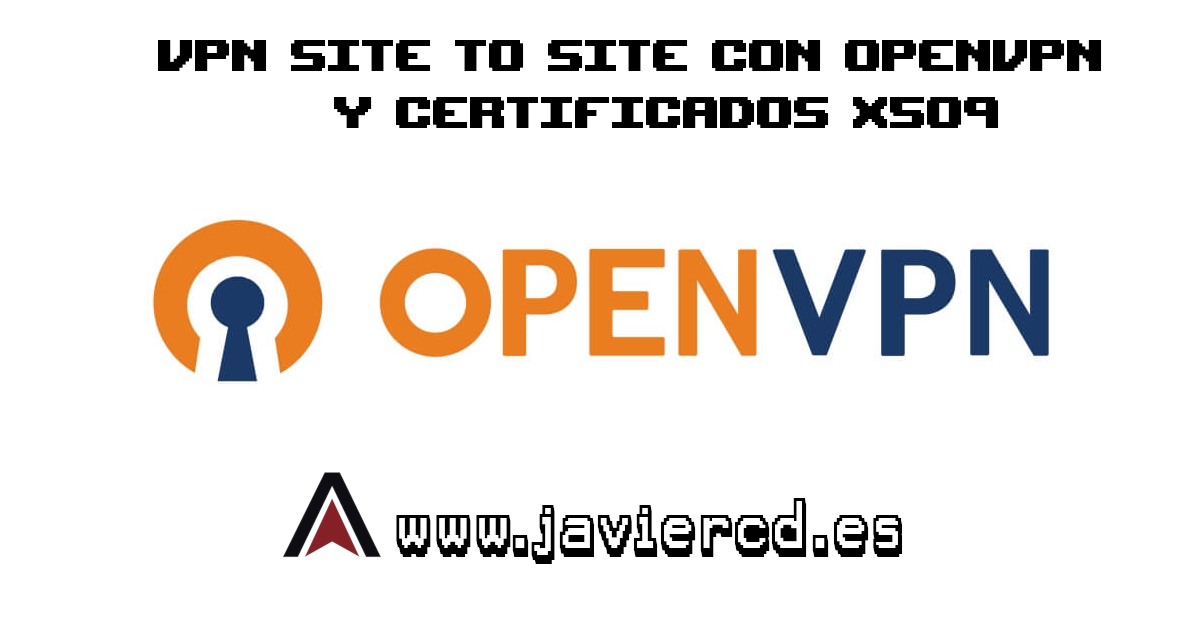 VPN SITE TO SITE CON OPENVPN
Y CERTIFICADOS X509
OPENVPN
www.javiercd.es